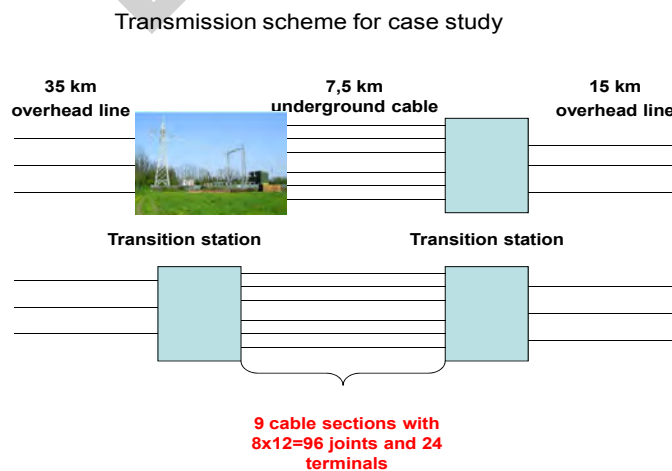 Transmission scheme for case study
35 km
overhead line
7,5 km
underground cable
15 km
overhead line
Transition station
Transition station
9 cable sections with
8x12=96 joints and 24
terminals